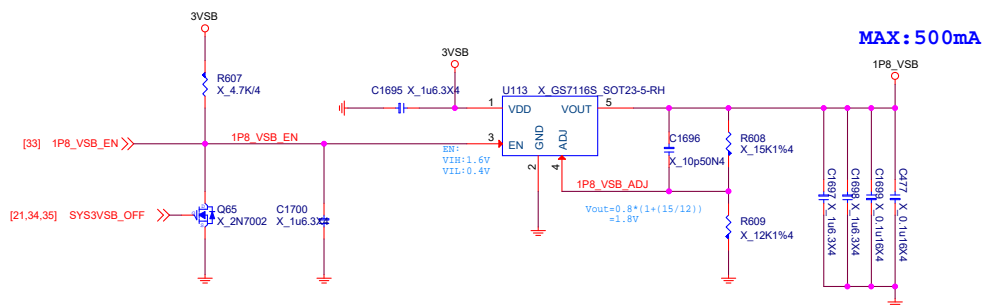 MAX:500mA
3VSB
R607
X_4.7K/4
3VSB
1P8_VSB
C1695 X_1u6.3X4
U113 X_GS7116S_SOT23-5-RH
1
VDD
VOUT
5
[33] 1P8_VSB_EN
1P8_VSB_EN
3
EN
GND
ADJ
2
4
EN:
VIH:1.6V
VIL:0.4V
C1696
X_10p50N4
R608
X_15K1%4
1P8_VSB_ADJ
Vout=0.8*(1+(15/12))
=1.8V
R609
X_12K1%4
[21,34,35] SYS3VSB_OFF
Q65
X_2N7002
C1700
X_1u6.3X4
C1697 X_1u6.3X4
C1698 X_1u6.3X4
C1699 X_0.1u16X4
C477 X_0.1u16X4